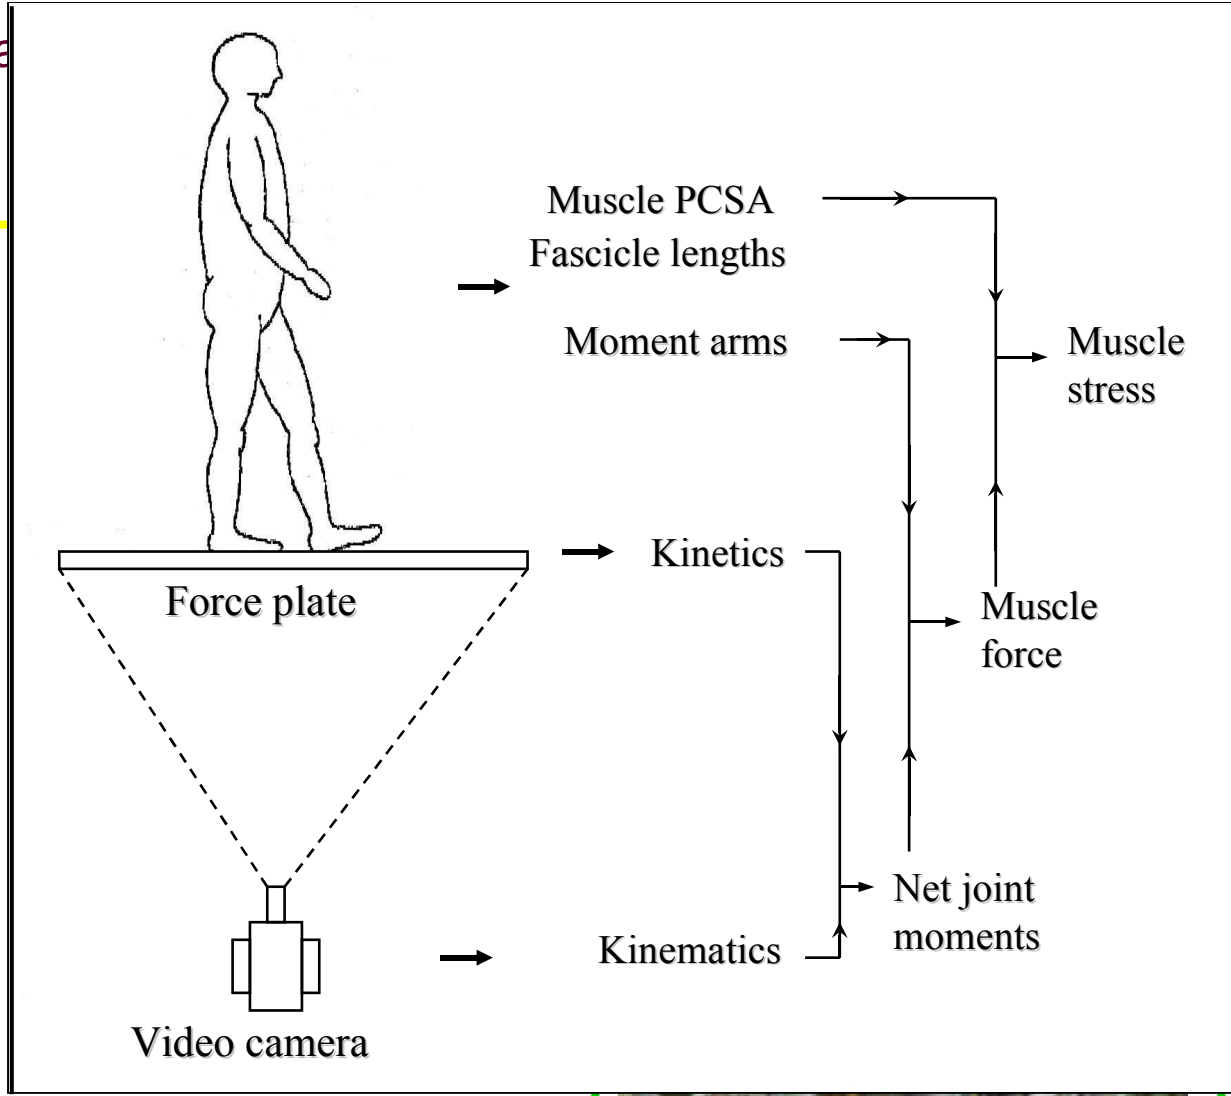 Muscle PCSA
Fascicle lengths
Moment arms
Muscle
stress
Kinetics
Force plate
Muscle
force
Net joint
moments
Kinematics
Video camera